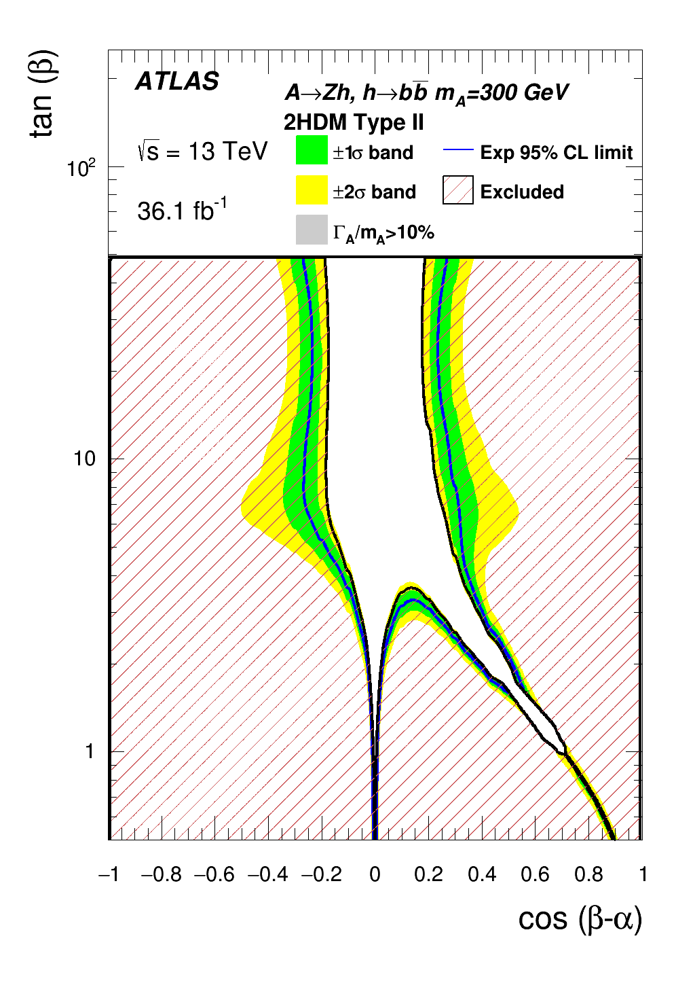 tan (β)
ATLAS
A→Zh, h→bb̅ m_A=300 GeV
2HDM Type II
√s = 13 TeV
±1σ band
Exp 95% CL limit
±2σ band
Excluded
36.1 fb⁻¹
Γ_A/m_A>10%
10²
10
1
−1 −0.8 −0.6 −0.4 −0.2 0 0.2 0.4 0.6 0.8 1
cos (β-α)